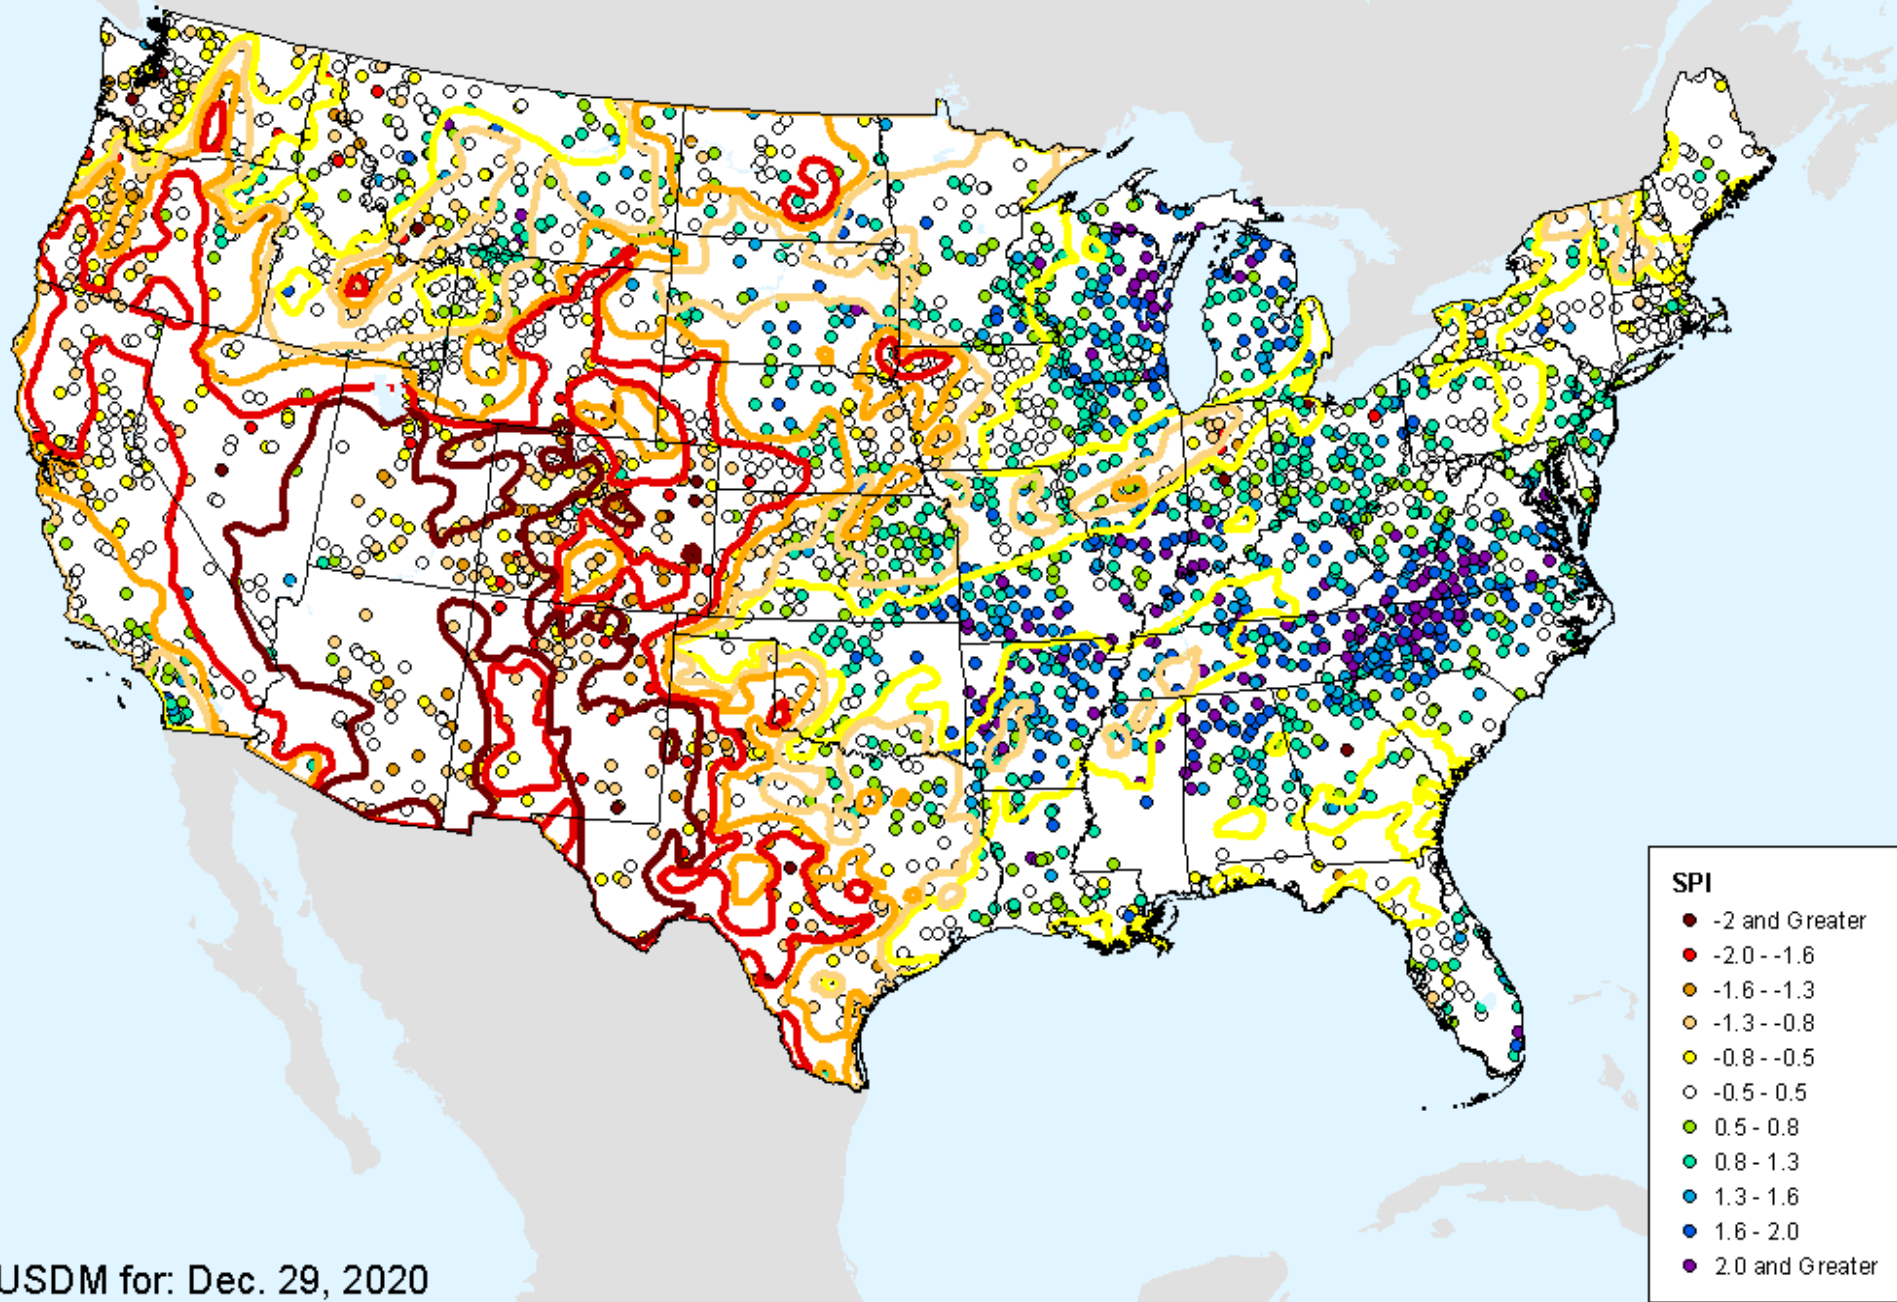 SPI
-2 and Greater
-2.0 - -1.6
-1.6 - -1.3
-1.3 - -0.8
-0.8 - -0.5
-0.5 - 0.5
0.5 - 0.8
0.8 - 1.3
1.3 - 1.6
1.6 - 2.0
2.0 and Greater
USDM for: Dec. 29, 2020